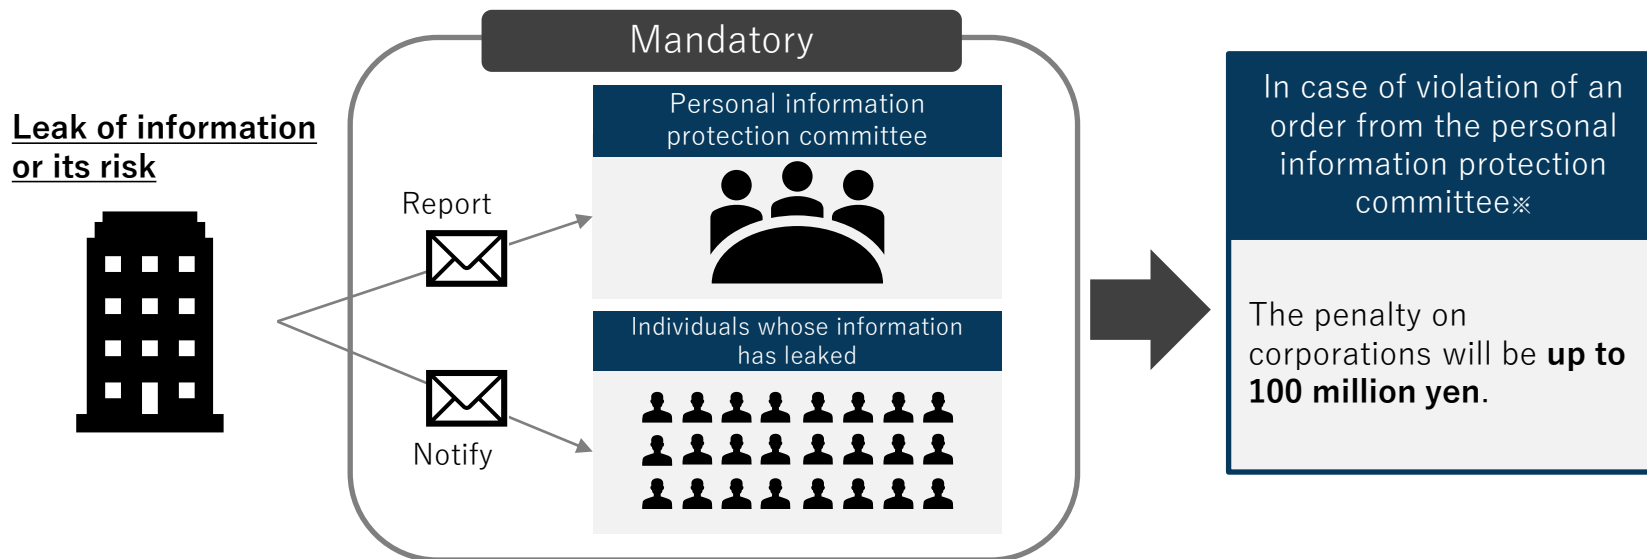 Mandatory
Leak of information
or its risk
Report
Personal information
protection committee
Notify
Individuals whose information
has leaked
In case of violation of an
order from the personal
information protection
committee※
The penalty on
corporations will be up to
100 million yen.